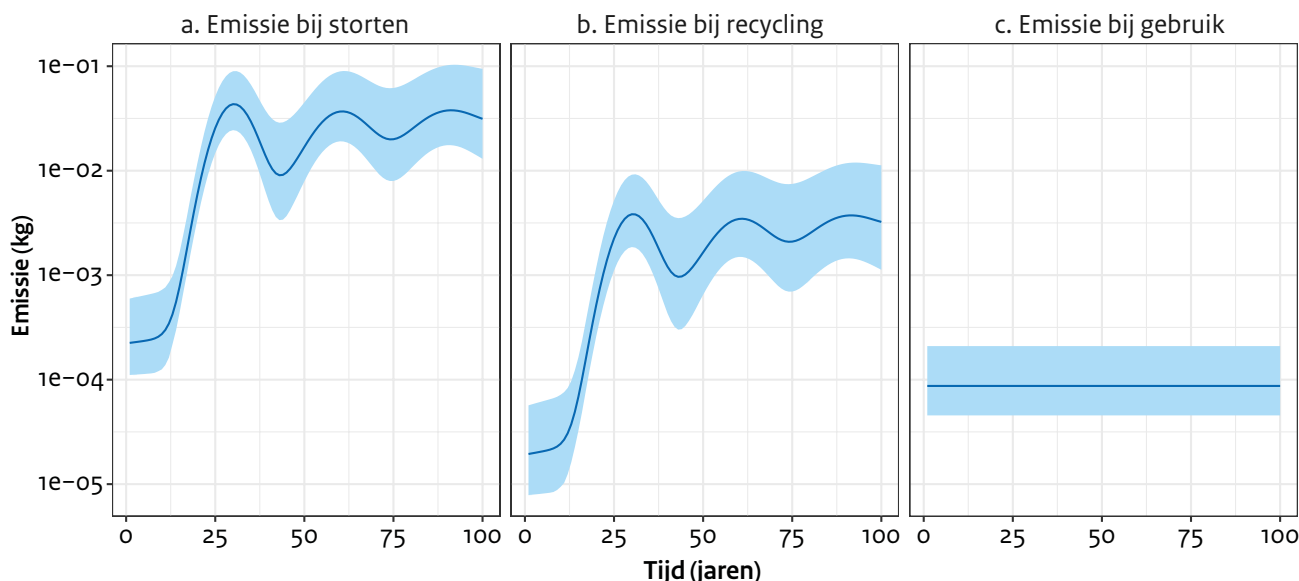 a. Emissie bij storten
b. Emissie bij recycling
c. Emissie bij gebruik
Emissie (kg)
1e−01
1e−02
1e−03
1e−04
1e−05
0 25 50 75 100
0 25 50 75 100
0 25 50 75 100
Tijd (jaren)